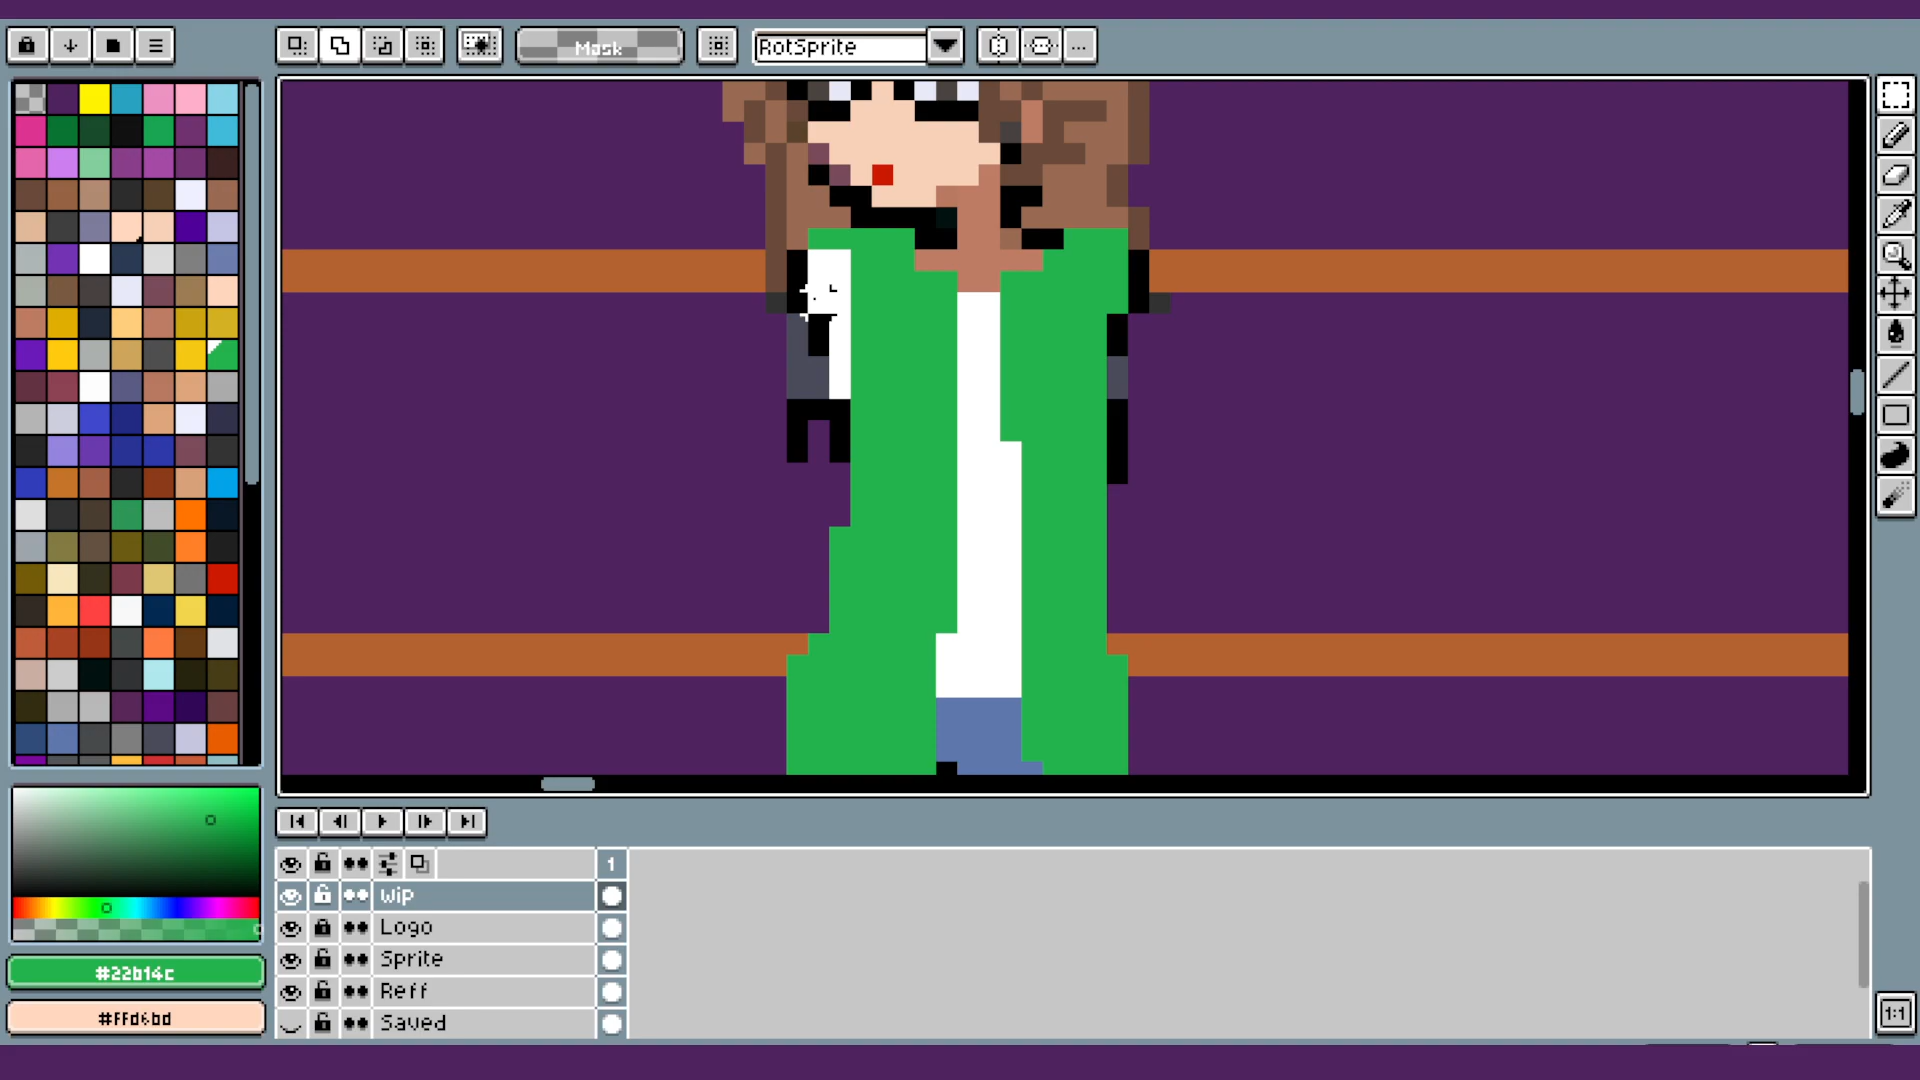 Mask
RotSprite
...
1
Wip
Logo
Sprite
Reff
Saved
#22b14c
#ffd6bd
1:1